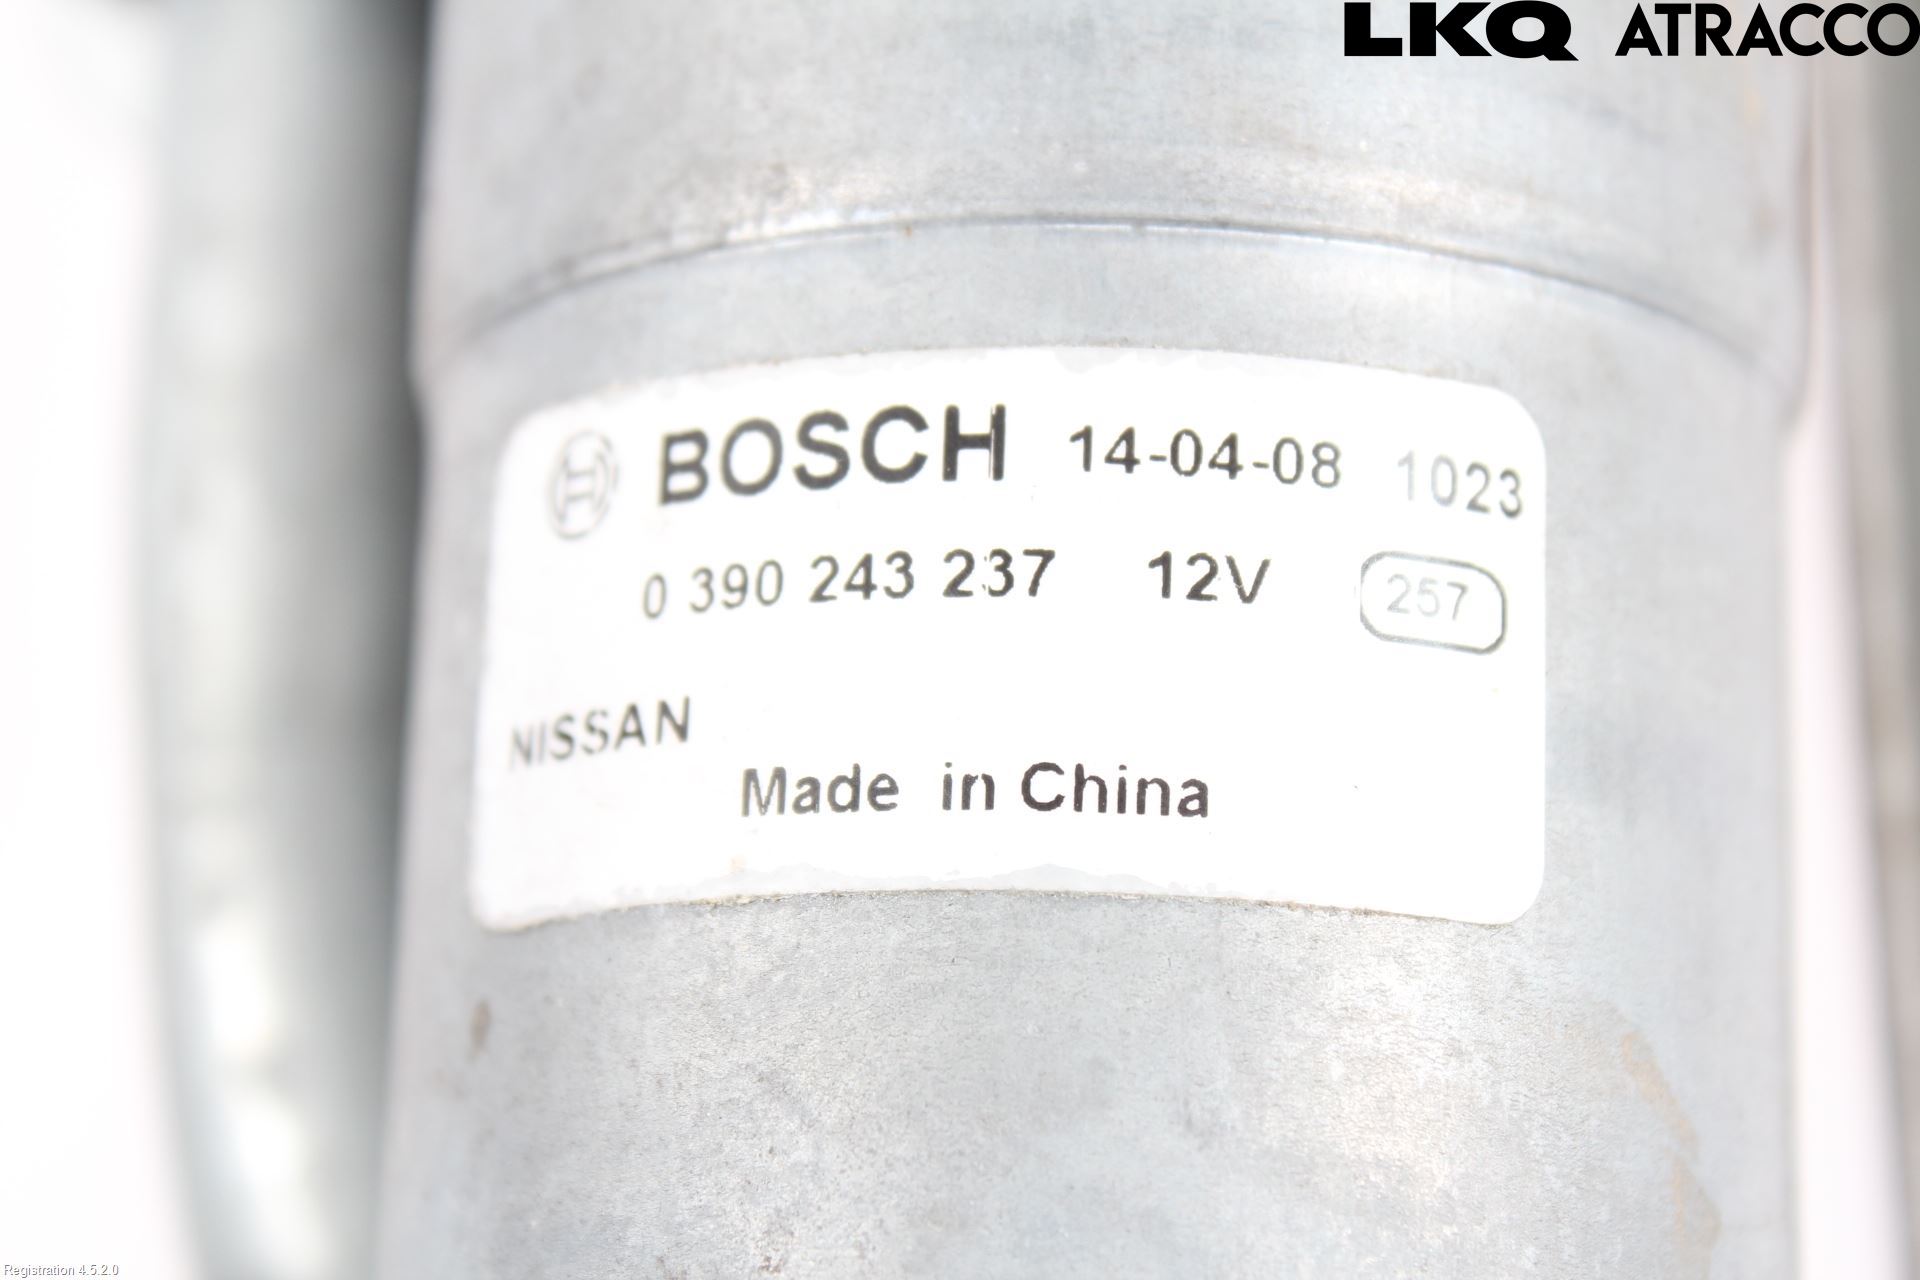 LKQ ATRACCO
BOSCH 14-04-08 1023
0 390 243 237 12V 257
NISSAN
Made in China
Registration 4.5.2.0